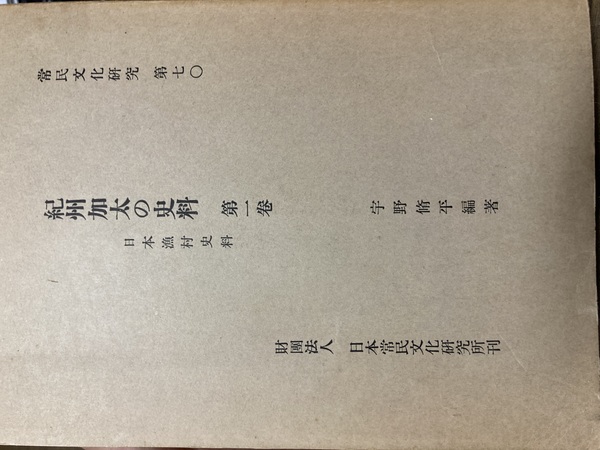 常民文化研究 第七〇
紀州加太の史料 第一巻
日本漁村史料
宇野脩平編著
財團法人 日本常民文化研究所刊